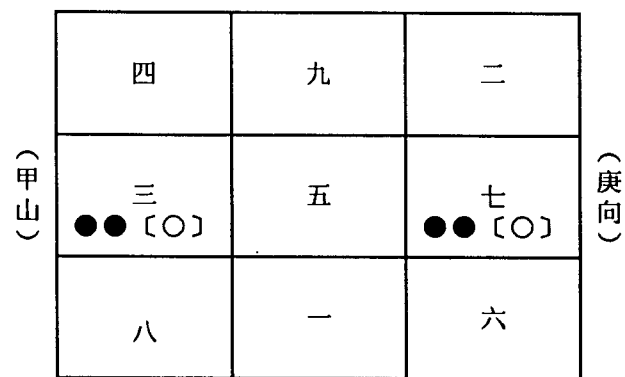 四 九 二
(甲山) 三 五 七 (庚向)
●●〔○〕 ●●〔○〕
八 一 六